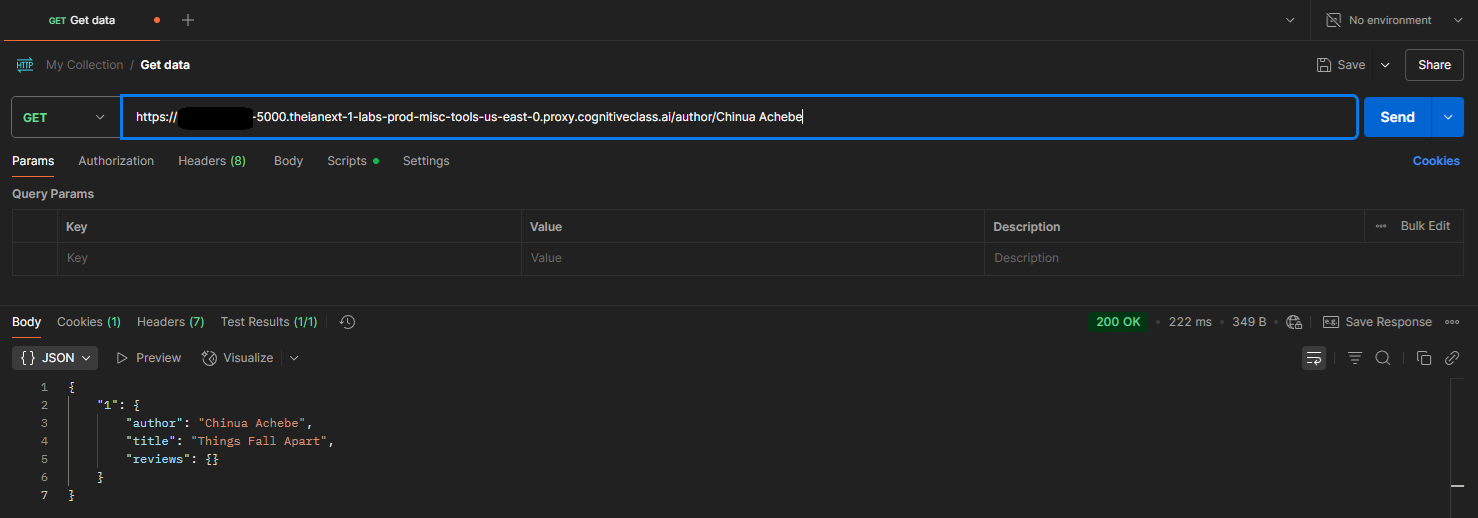 GET Get data
No environment
HTTP My Collection / Get data Save Share
GET https:// -5000.theianext-1-labs-prod-misc-tools-us-east-0.proxy.cognitiveclass.ai/author/Chinua Achebe Send
Params Authorization Headers (8) Body Scripts Settings Cookies
Query Params
Key Value Description Bulk Edit
Key Value Description
Body Cookies (1) Headers (7) Test Results (1/1) 200 OK 222 ms 349 B e.g. Save Response
{} JSON Preview Visualize
1 {
2 "1": {
3 "author": "Chinua Achebe",
4 "title": "Things Fall Apart",
5 "reviews": {}
6 }
7 }